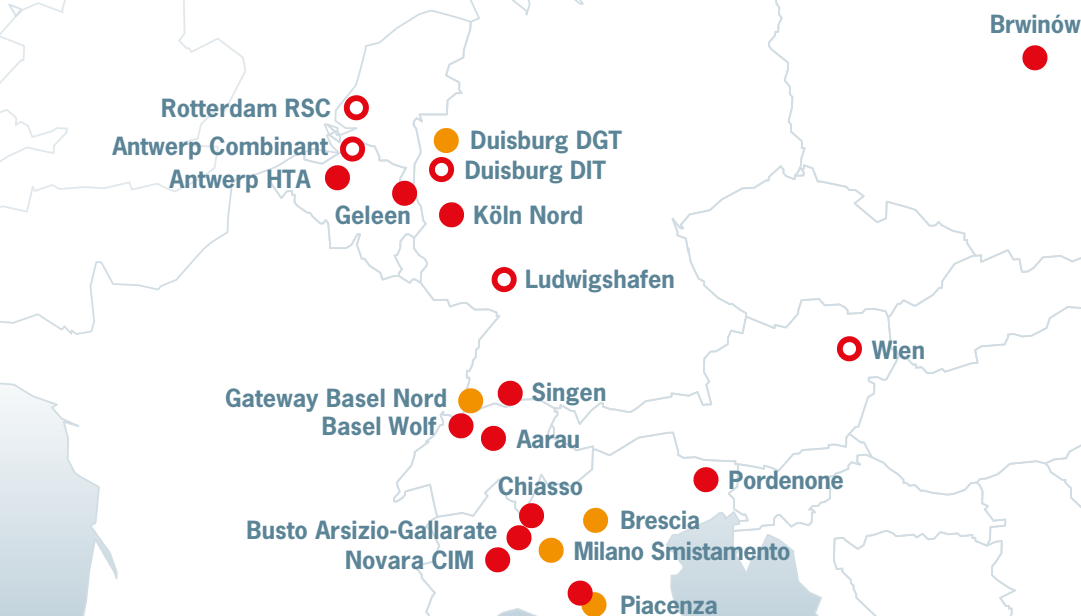 Brwinów
Rotterdam RSC
Antwerp Combinant
Duisburg DGT
Duisburg DIT
Antwerp HTA
Geleen
Köln Nord
Ludwigshafen
Wien
Gateway Basel Nord
Singen
Basel Wolf
Aarau
Pordenone
Chiasso
Brescia
Busto Arsizio-Gallarate
Milano Smistamento
Novara CIM
Piacenza